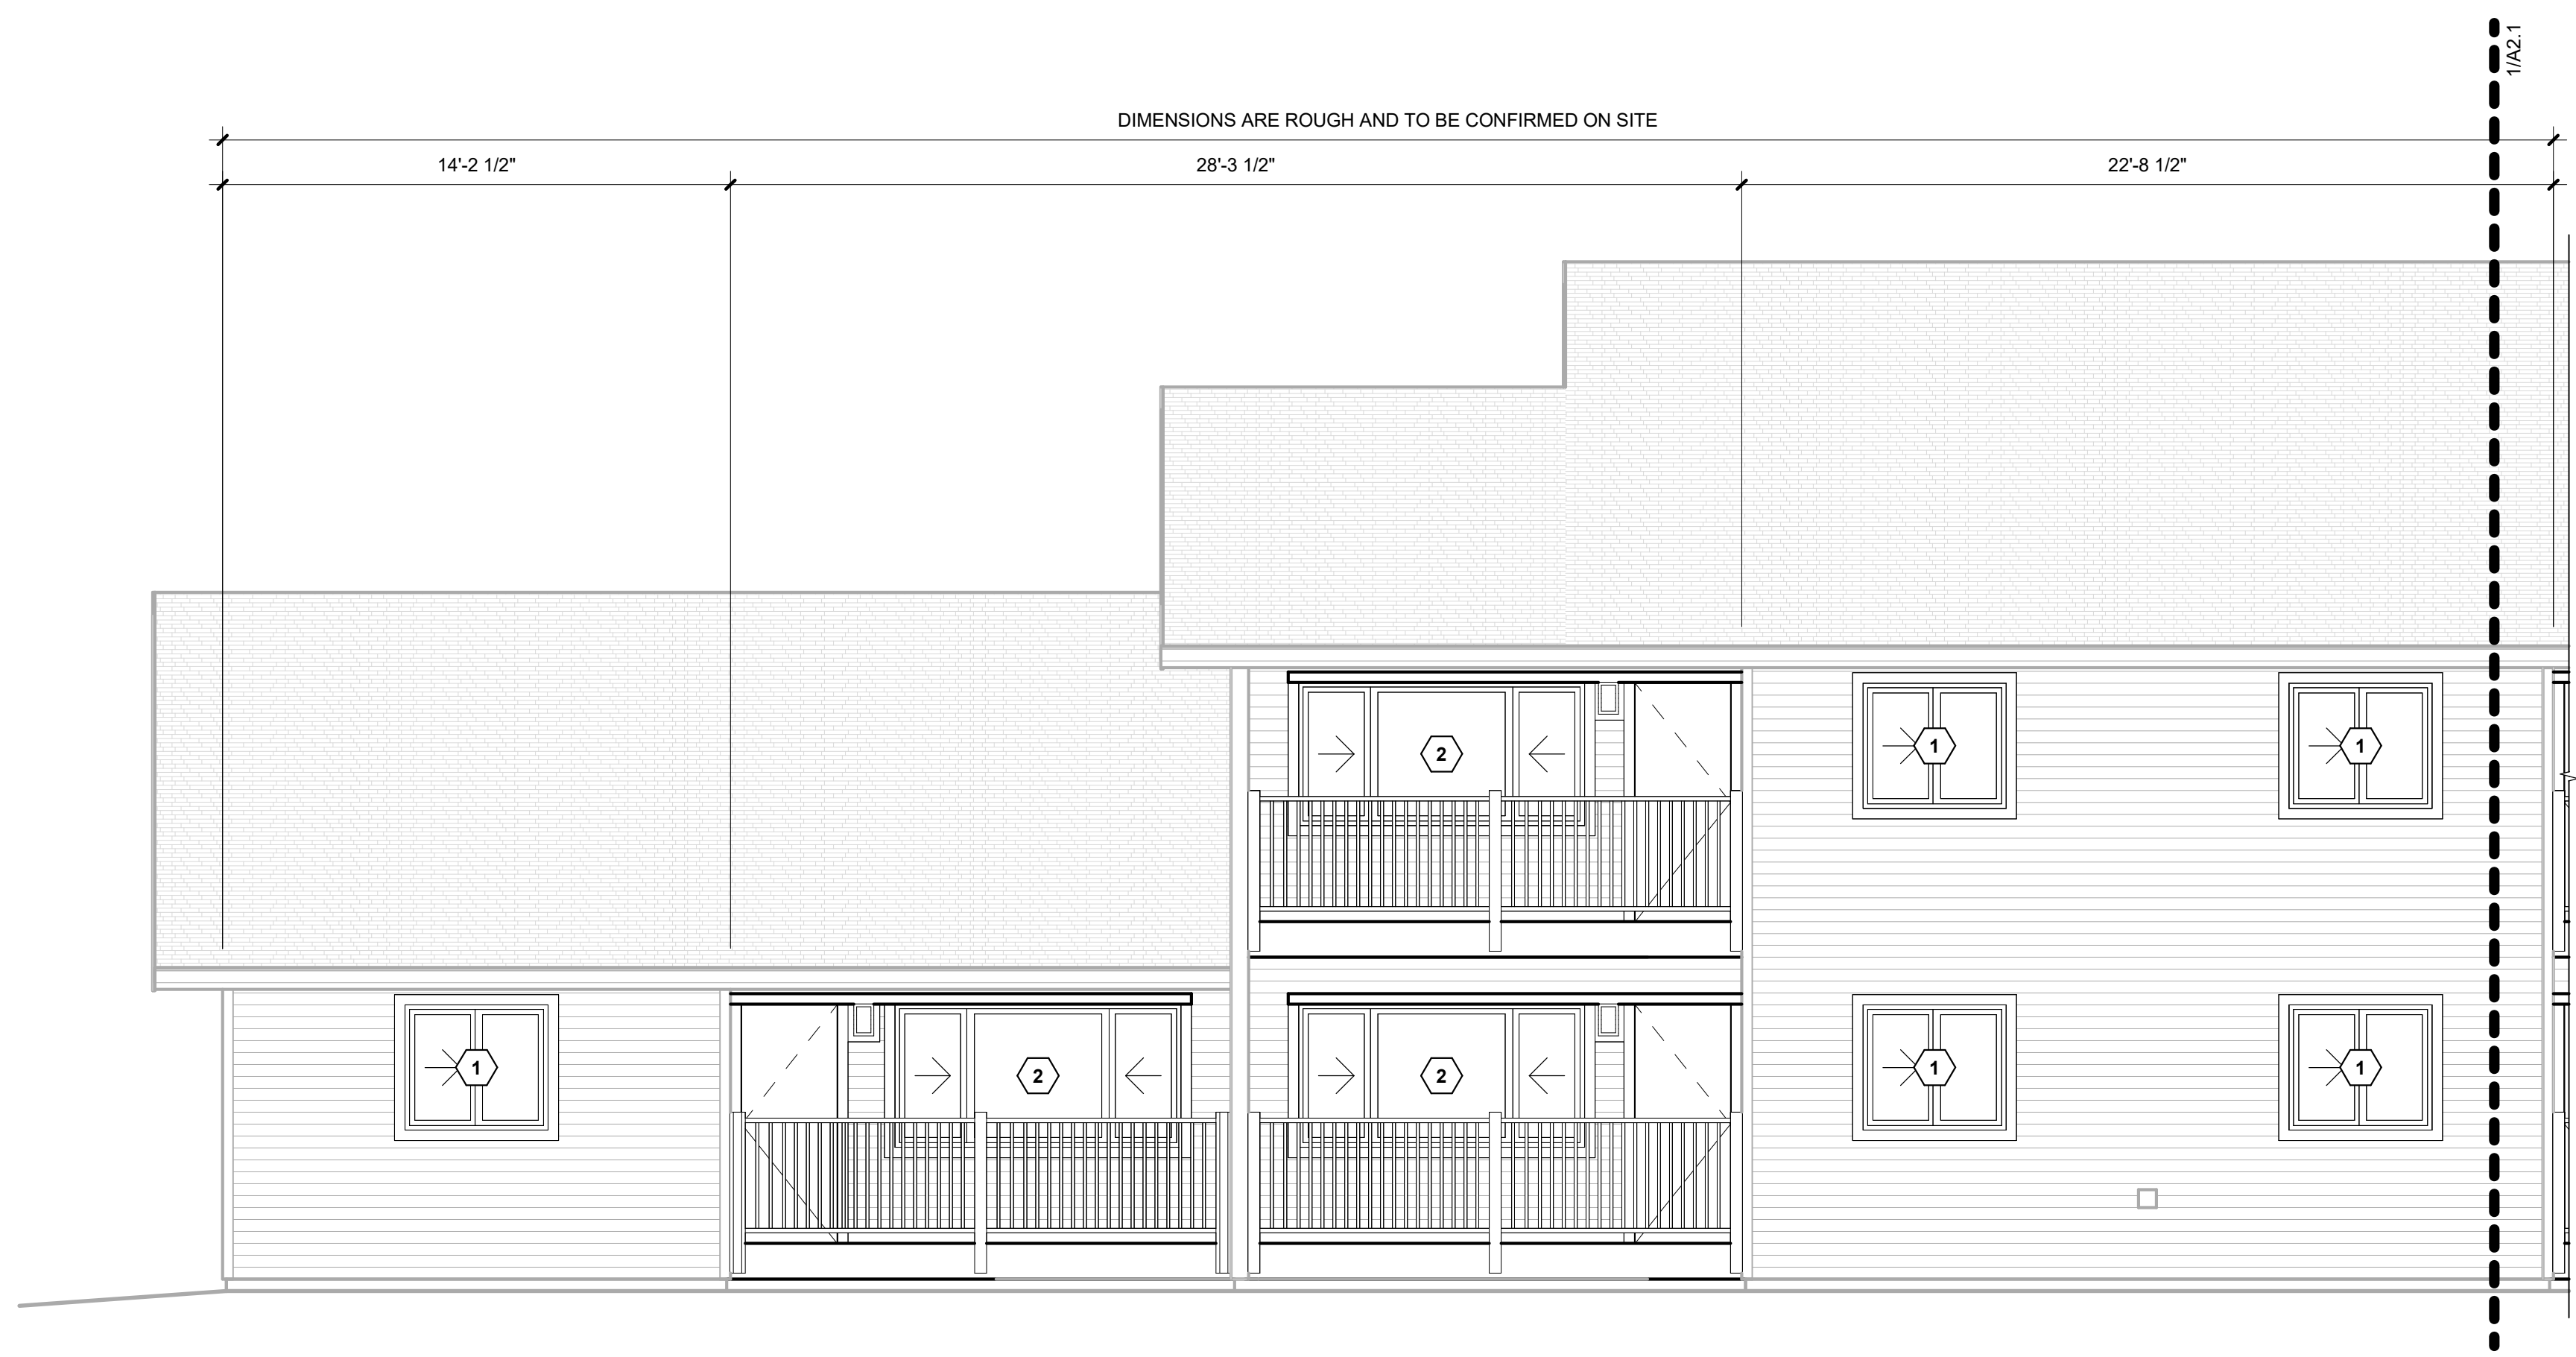 1/A2.1
DIMENSIONS ARE ROUGH AND TO BE CONFIRMED ON SITE
14'-2 1/2" 28'-3 1/2" 22'-8 1/2"
2 1 1
1 2 2 1 1